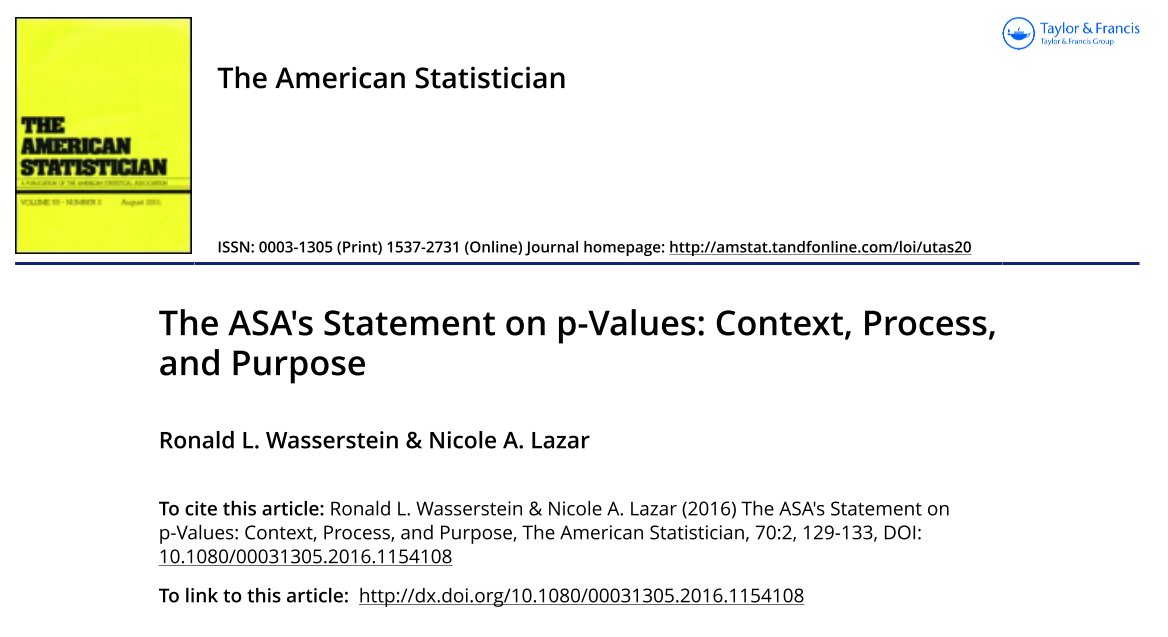 Taylor & Francis
Taylor & Francis Group
The American Statistician
THE
AMERICAN
STATISTICIAN
A PUBLICATION OF THE AMERICAN STATISTICAL ASSOCIATION
VOLUME 55 • NUMBER 3 August 2001
ISSN: 0003-1305 (Print) 1537-2731 (Online) Journal homepage: http://amstat.tandfonline.com/loi/utas20
The ASA's Statement on p-Values: Context, Process,
and Purpose
Ronald L. Wasserstein & Nicole A. Lazar
To cite this article: Ronald L. Wasserstein & Nicole A. Lazar (2016) The ASA's Statement on
p-Values: Context, Process, and Purpose, The American Statistician, 70:2, 129-133, DOI:
10.1080/00031305.2016.1154108
To link to this article: http://dx.doi.org/10.1080/00031305.2016.1154108